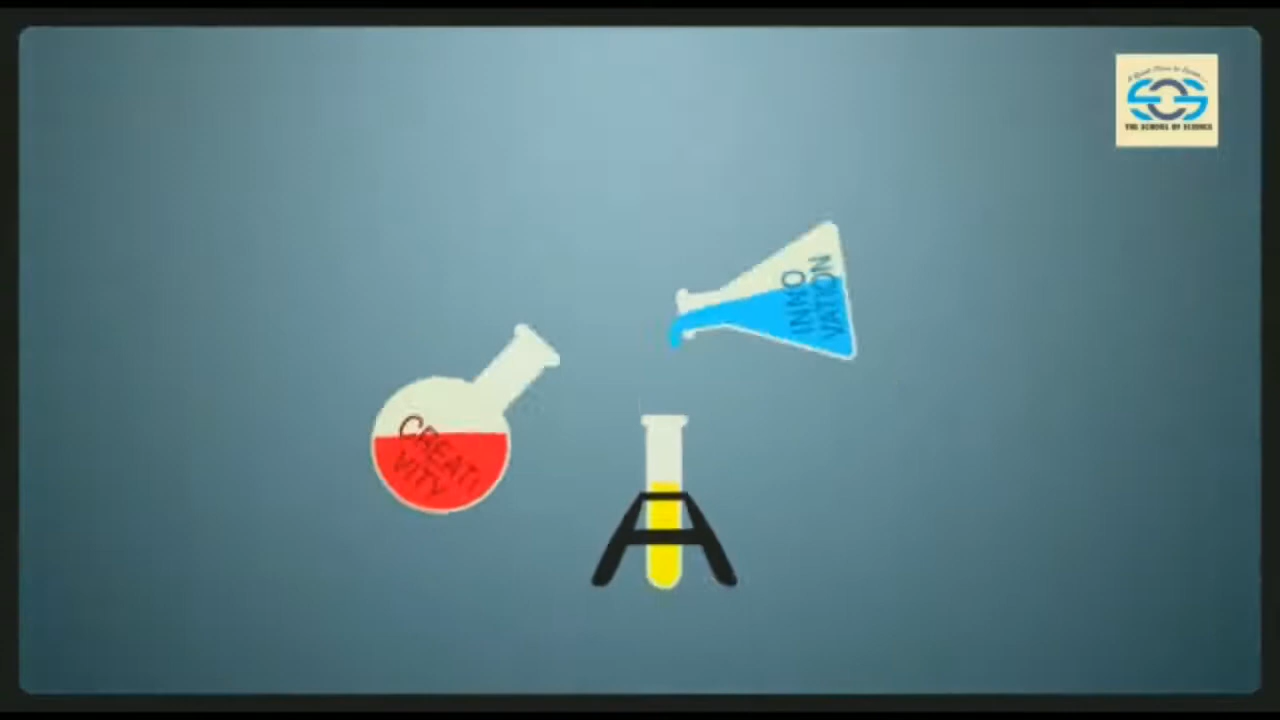 THE SCHOOL OF SCIENCE
INNO
VATION
CREATI
VITY